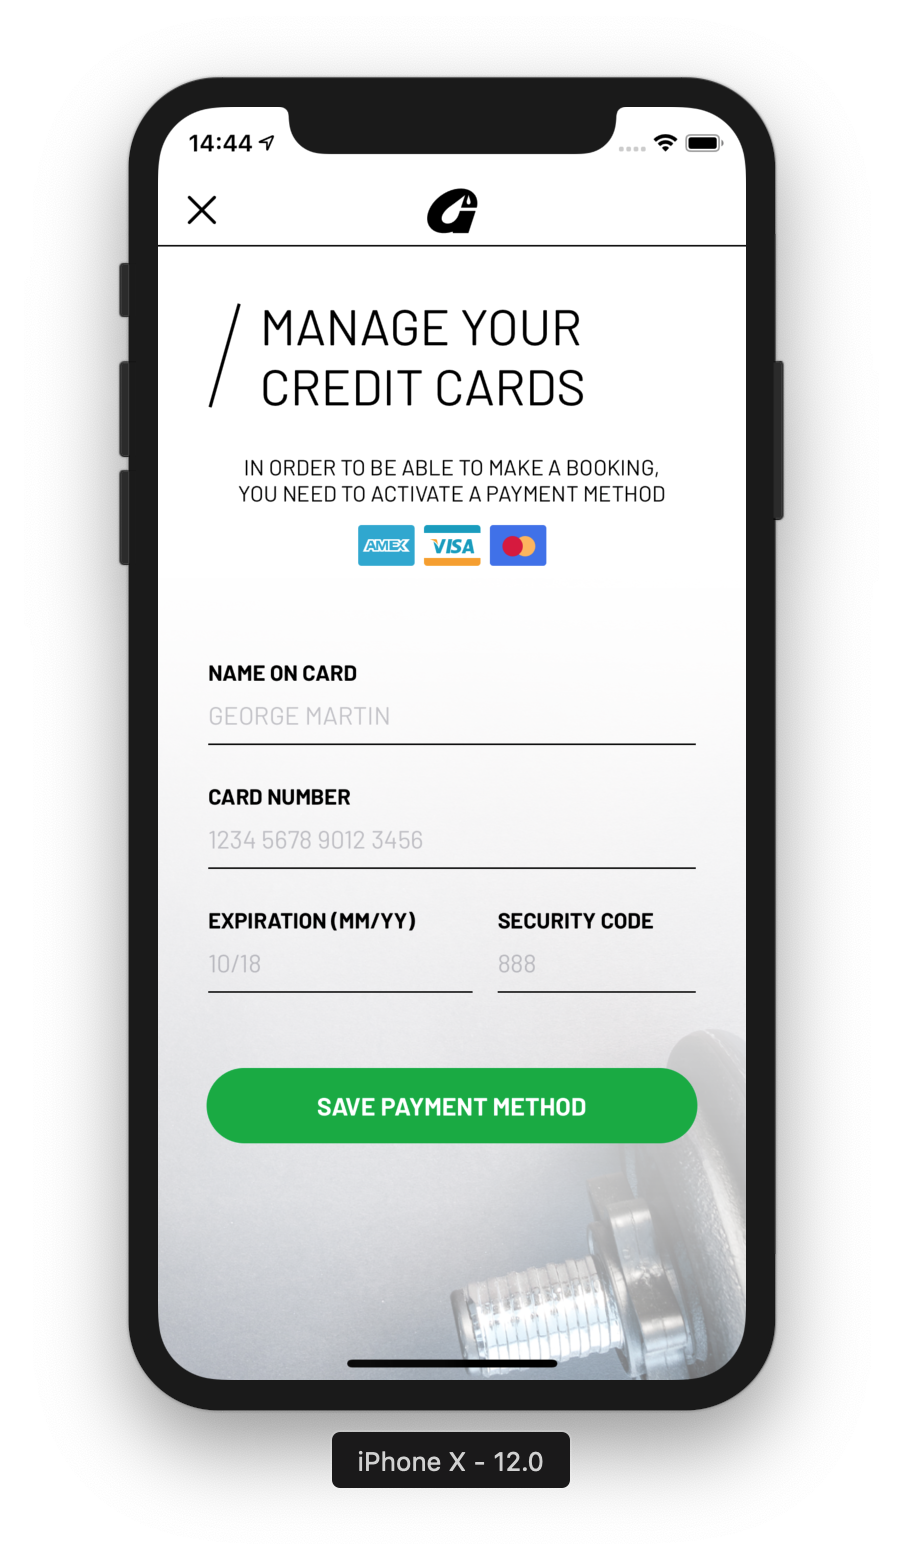 14:44
MANAGE YOUR
CREDIT CARDS
IN ORDER TO BE ABLE TO MAKE A BOOKING,
YOU NEED TO ACTIVATE A PAYMENT METHOD
AMEX VISA
NAME ON CARD
GEORGE MARTIN
CARD NUMBER
1234 5678 9012 3456
EXPIRATION (MM/YY) SECURITY CODE
10/18 888
SAVE PAYMENT METHOD
iPhone X - 12.0